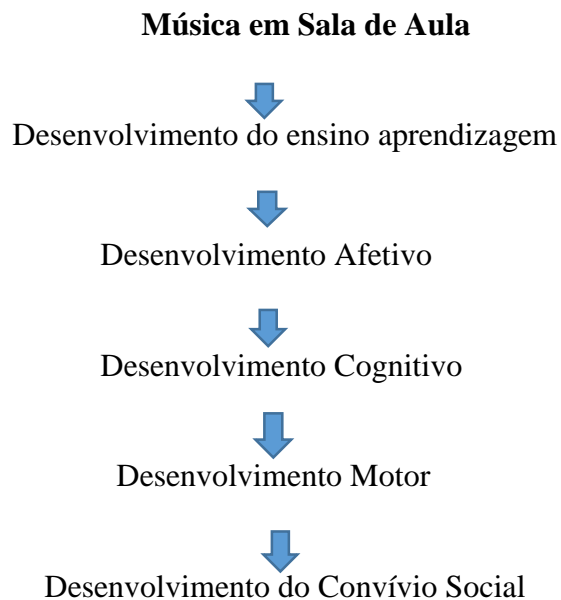 Música em Sala de Aula
Desenvolvimento do ensino aprendizagem
Desenvolvimento Afetivo
Desenvolvimento Cognitivo
Desenvolvimento Motor
Desenvolvimento do Convívio Social